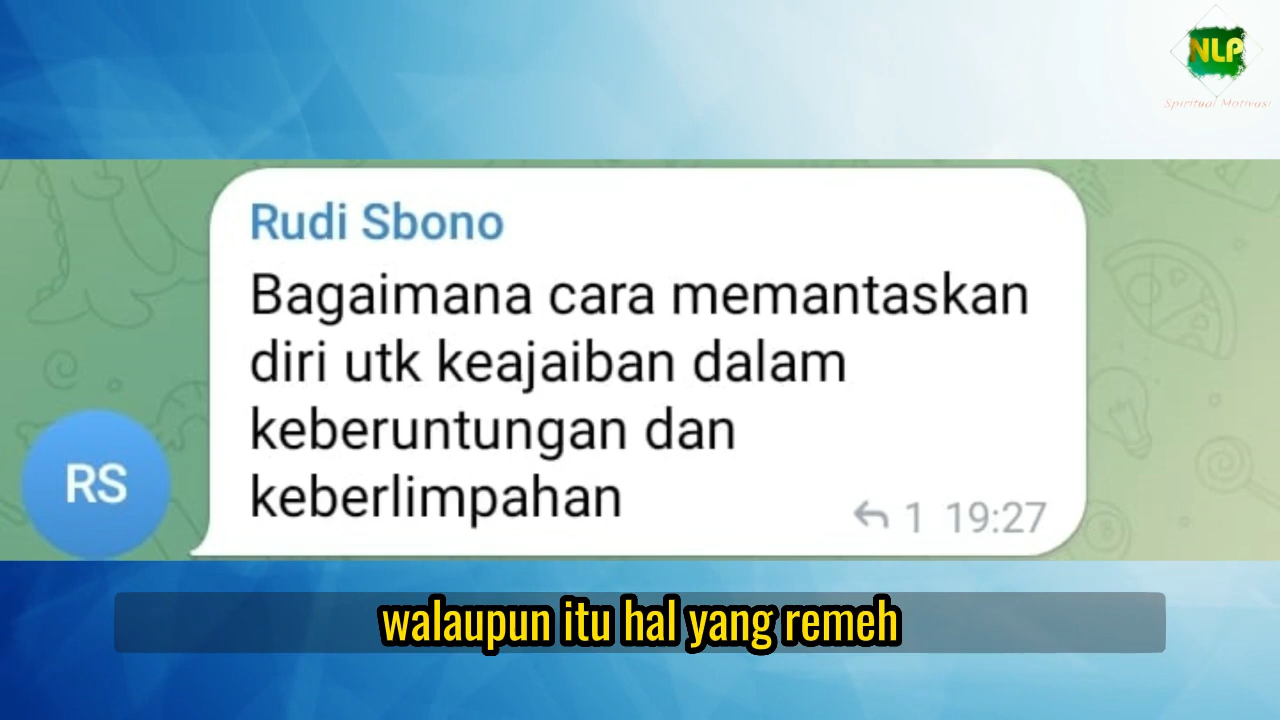 NLP
Spiritual Motivasi
Rudi Sbono
Bagaimana cara memantaskan
diri utk keajaiban dalam
keberuntungan dan
keberlimpahan
1 19:27
RS
walaupun itu hal yang remeh